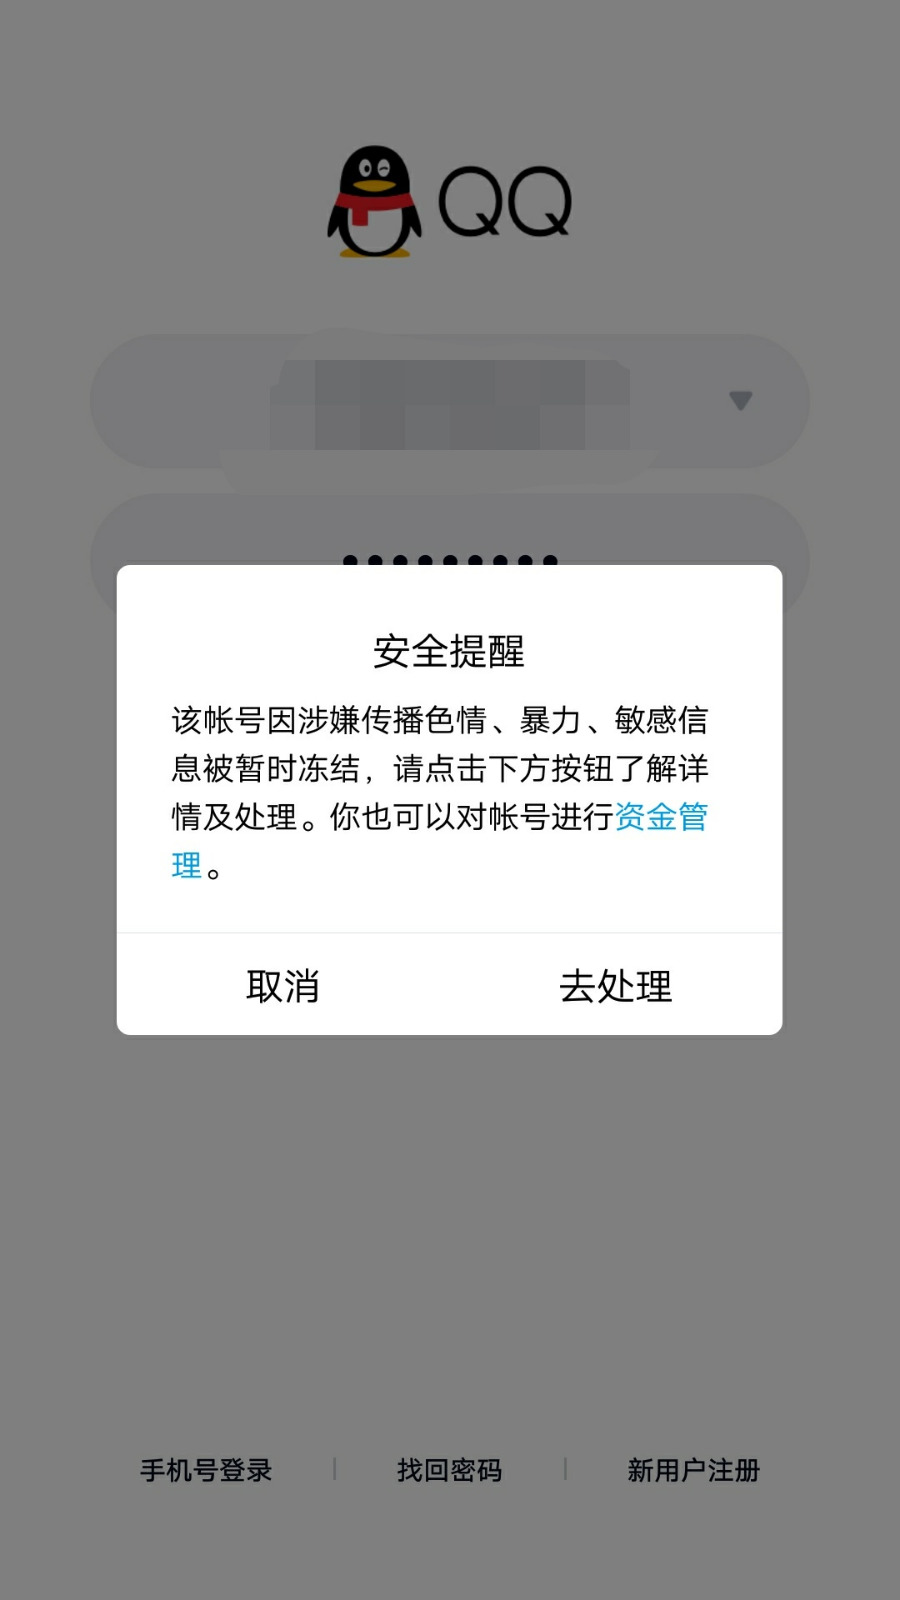 QQ
安全提醒
该帐号因涉嫌传播色情、暴力、敏感信
息被暂时冻结，请点击下方按钮了解详
情及处理。你也可以对帐号进行资金管
理。
取消 去处理
手机号登录 | 找回密码 | 新用户注册